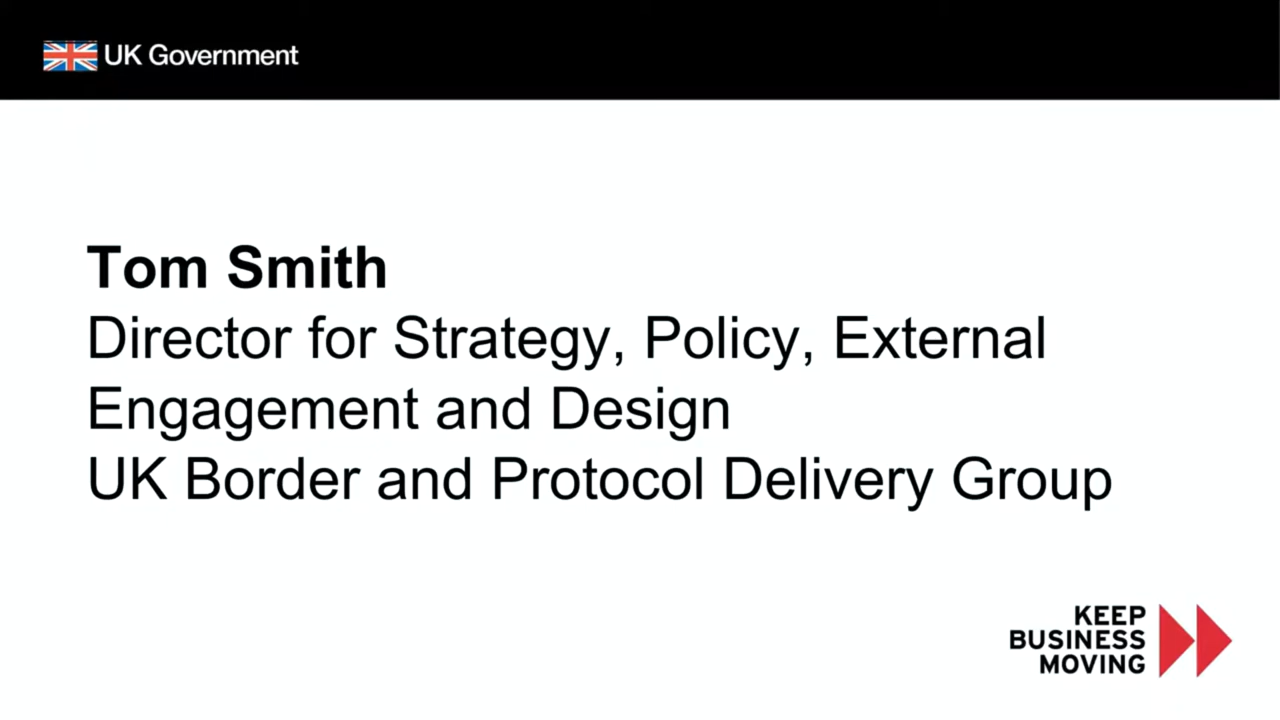 UK Government
Tom Smith
Director for Strategy, Policy, External
Engagement and Design
UK Border and Protocol Delivery Group
KEEP
BUSINESS
MOVING